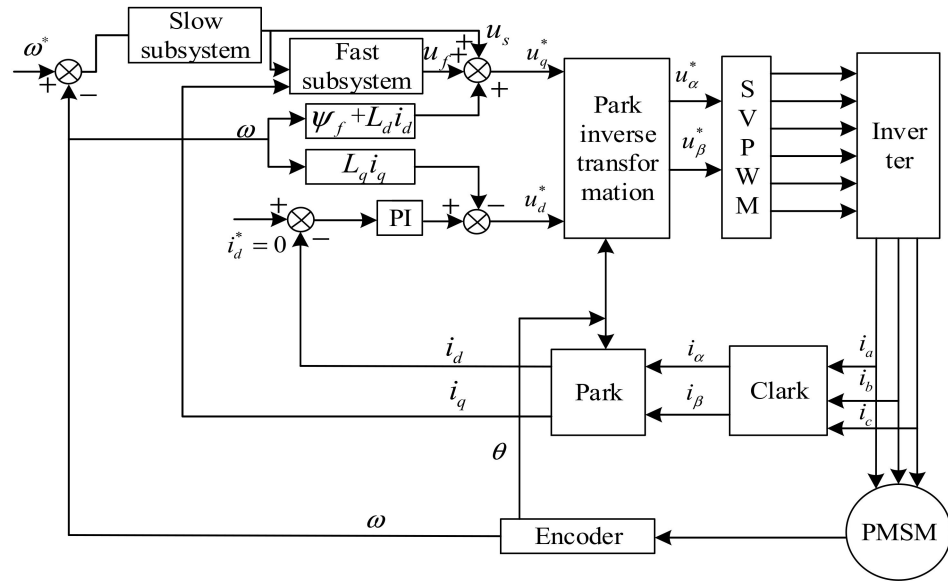 Slow
subsystem
ω*
+
−
Fast
subsystem
u_f
u_s
+
+
+
u_q*
ψ_f + L_d i_d
ω
L_q i_q
+
−
i_d* = 0
PI
+
−
u_d*
Park
inverse
transfor
mation
u_α*
u_β*
S
V
P
W
M
Inver
ter
i_d
i_q
Park
i_α
i_β
Clark
i_a
i_b
i_c
θ
ω
Encoder
PMSM